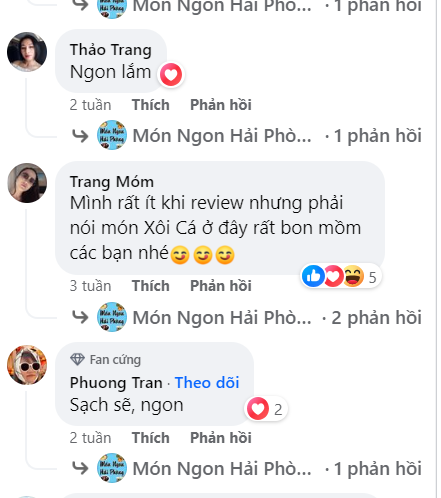 Món Ngon Hải Phò... · 1 phản hồi
Thảo Trang
Ngon lắm
2 tuần Thích Phản hồi
Món Ngon Hải Phò... · 1 phản hồi
Trang Móm
Mình rất ít khi review nhưng phải
nói món Xôi Cá ở đây rất bon mồm
các bạn nhé😋😋😋
5
3 tuần Thích Phản hồi
Món Ngon Hải Phò... · 2 phản hồi
Fan cứng
Phuong Tran · Theo dõi
Sạch sẽ, ngon
2
2 tuần Thích Phản hồi
Món Ngon Hải Phò... · 1 phản hồi